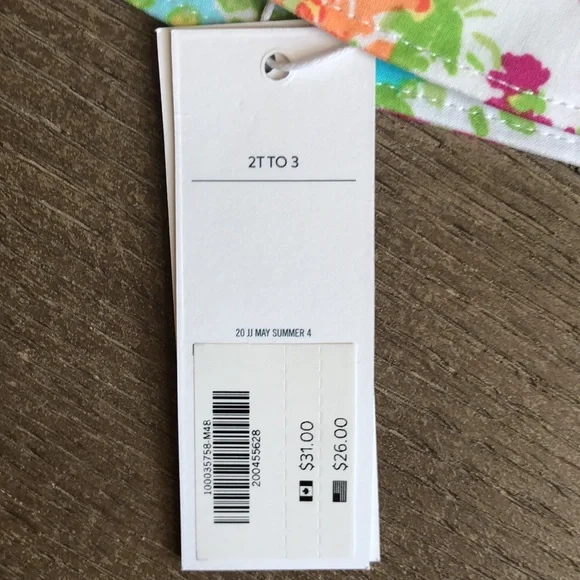 2T TO 3
20 JJ MAY SUMMER 4
100035758-M48
200455628
$31.00
$26.00